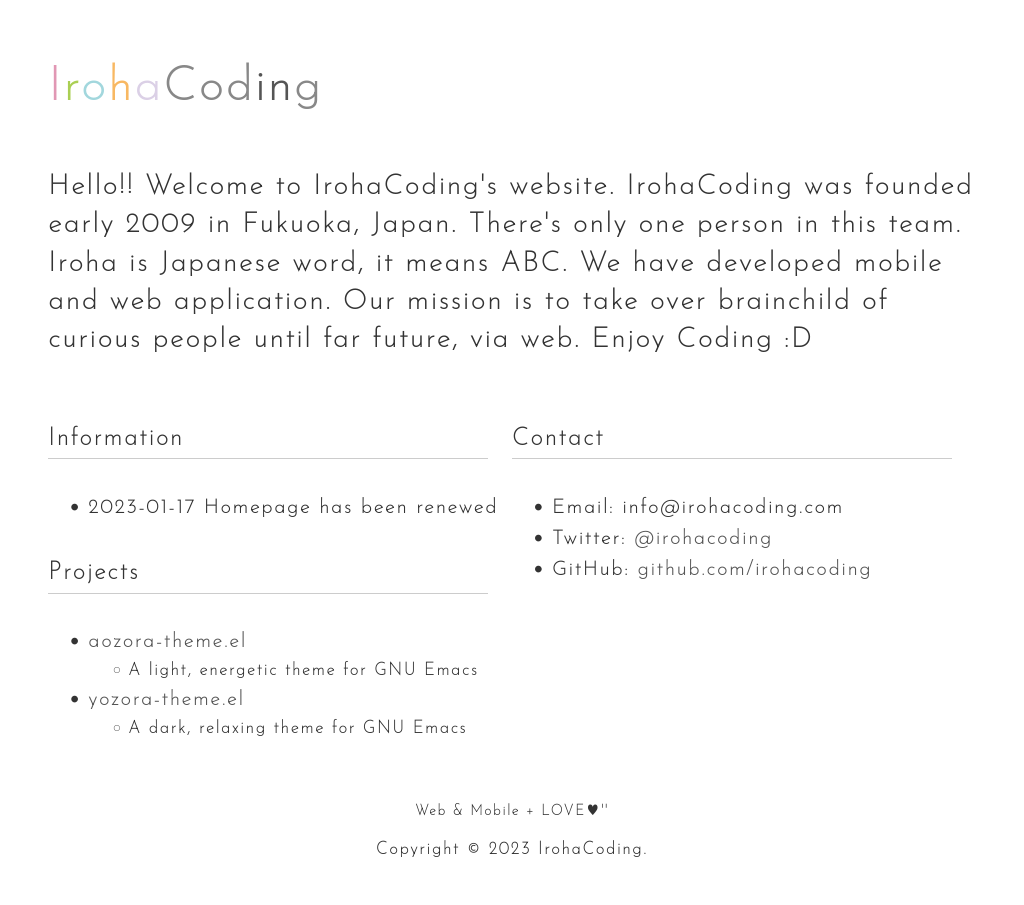 IrohaCoding
Hello!! Welcome to IrohaCoding's website. IrohaCoding was founded
early 2009 in Fukuoka, Japan. There's only one person in this team.
Iroha is Japanese word, it means ABC. We have developed mobile
and web application. Our mission is to take over brainchild of
curious people until far future, via web. Enjoy Coding :D
Information
• 2023-01-17 Homepage has been renewed
Projects
• aozora-theme.el
○ A light, energetic theme for GNU Emacs
• yozora-theme.el
○ A dark, relaxing theme for GNU Emacs
Contact
• Email: info@irohacoding.com
• Twitter: @irohacoding
• GitHub: github.com/irohacoding
Web & Mobile + LOVE♥"
Copyright © 2023 IrohaCoding.